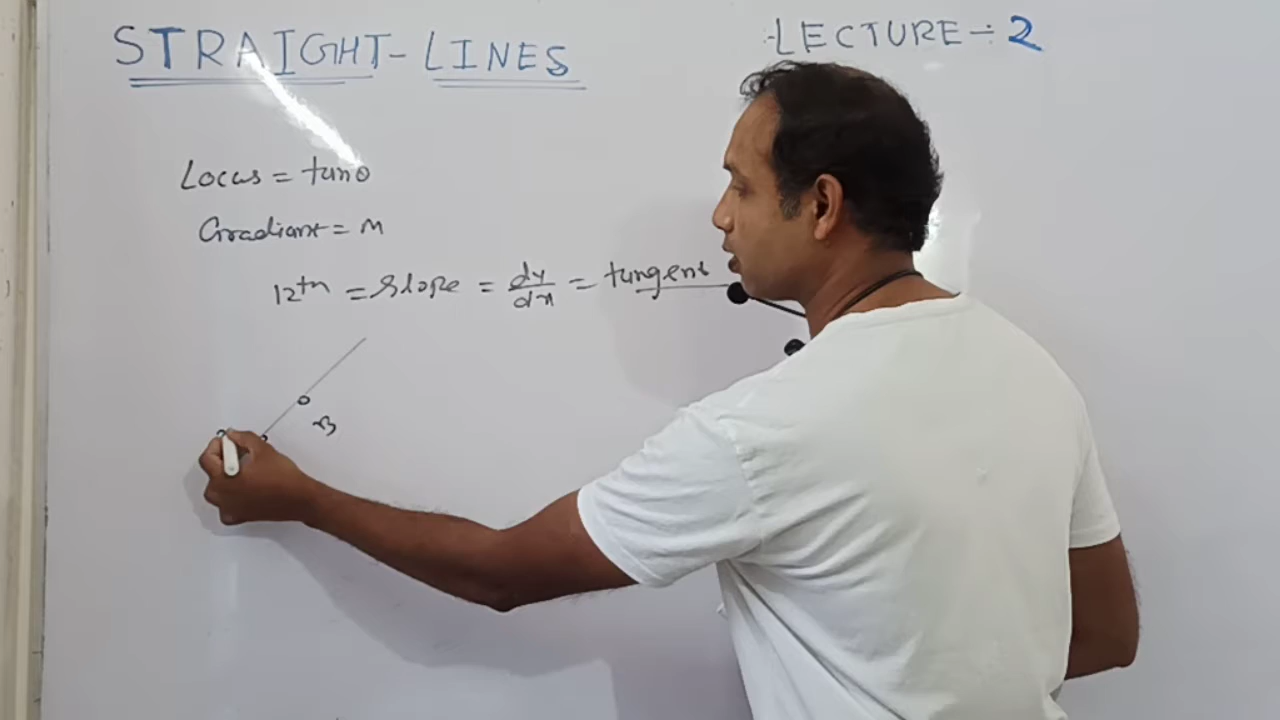 STRAIGHT-LINES
LECTURE-2
Locus = tanθ
Gradiant = m
12th = Slope = dy/dx = tangent
B